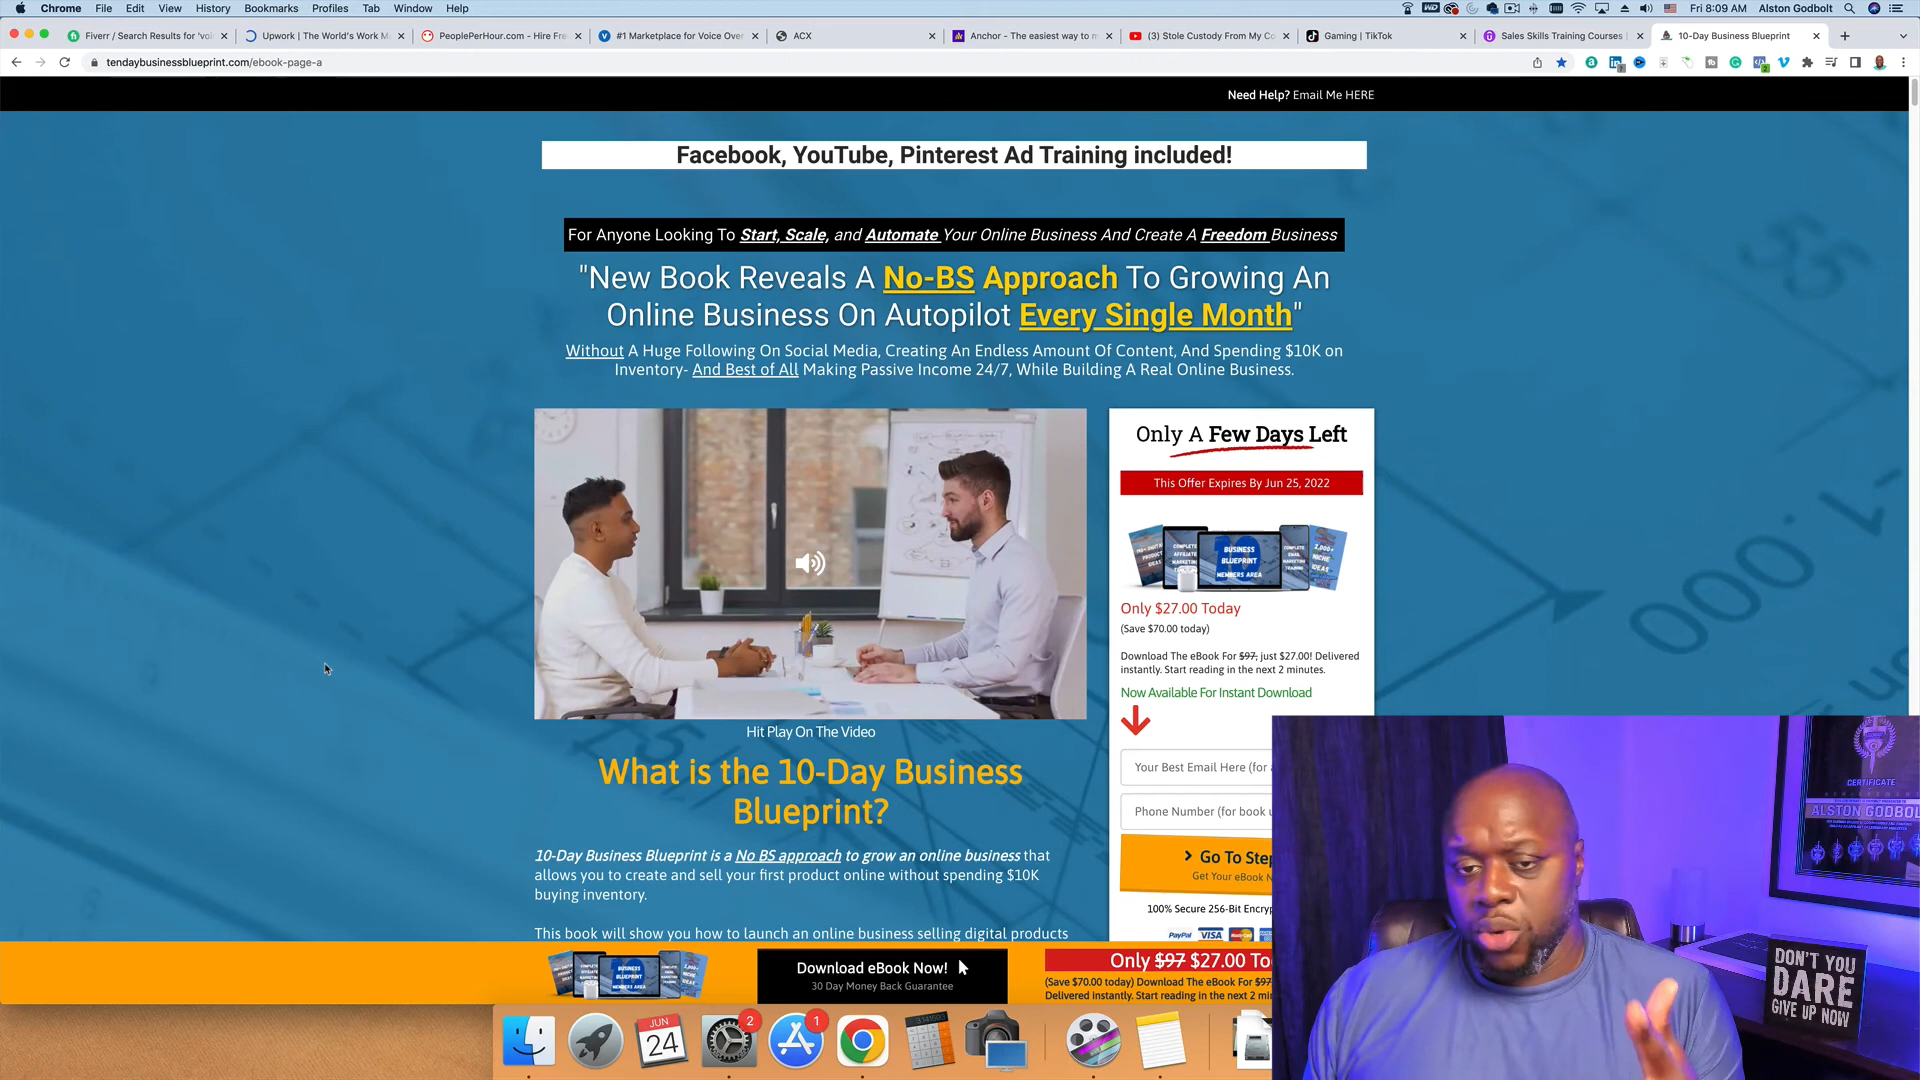 Chrome File Edit View History Bookmarks Profiles Tab Window Help
Fri 8:09 AM Alston Godbolt
Fiverr / Search Results for 'voi
Upwork | The World's Work M
PeoplePerHour.com - Hire Fre
#1 Marketplace for Voice Over
ACX
Anchor - The easiest way to m
(3) Stole Custody From My Co
Gaming | TikTok
Sales Skills Training Courses |
10-Day Business Blueprint
tendaybusinessblueprint.com/ebook-page-a
Need Help? Email Me HERE
Facebook, YouTube, Pinterest Ad Training included!
For Anyone Looking To Start, Scale, and Automate Your Online Business And Create A Freedom Business
"New Book Reveals A No-BS Approach To Growing An
Online Business On Autopilot Every Single Month"
Without A Huge Following On Social Media, Creating An Endless Amount Of Content, And Spending $10K on
Inventory- And Best of All Making Passive Income 24/7, While Building A Real Online Business.
Hit Play On The Video
What is the 10-Day Business
Blueprint?
10-Day Business Blueprint is a No BS approach to grow an online business that
allows you to create and sell your first product online without spending $10K
buying inventory.
This book will show you how to launch an online business selling digital products
Only A Few Days Left
This Offer Expires By Jun 25, 2022
BUSINESS
BLUEPRINT
MEMBERS AREA
Only $27.00 Today
(Save $70.00 today)
Download The eBook For $97, just $27.00! Delivered
instantly. Start reading in the next 2 minutes.
Now Available For Instant Download
Your Best Email Here (for a
Phone Number (for book u
Go To Step
Get Your eBook N
100% Secure 256-Bit Encryp
PayPal VISA
Download eBook Now!
30 Day Money Back Guarantee
Only $97 $27.00 To
(Save $70.00 today) Download The eBook For $97
Delivered instantly. Start reading in the next 2 min
JUN
24
2
1
CERTIFICATE
ALSTON GODBOL
DON'T YOU
DARE
GIVE UP NOW